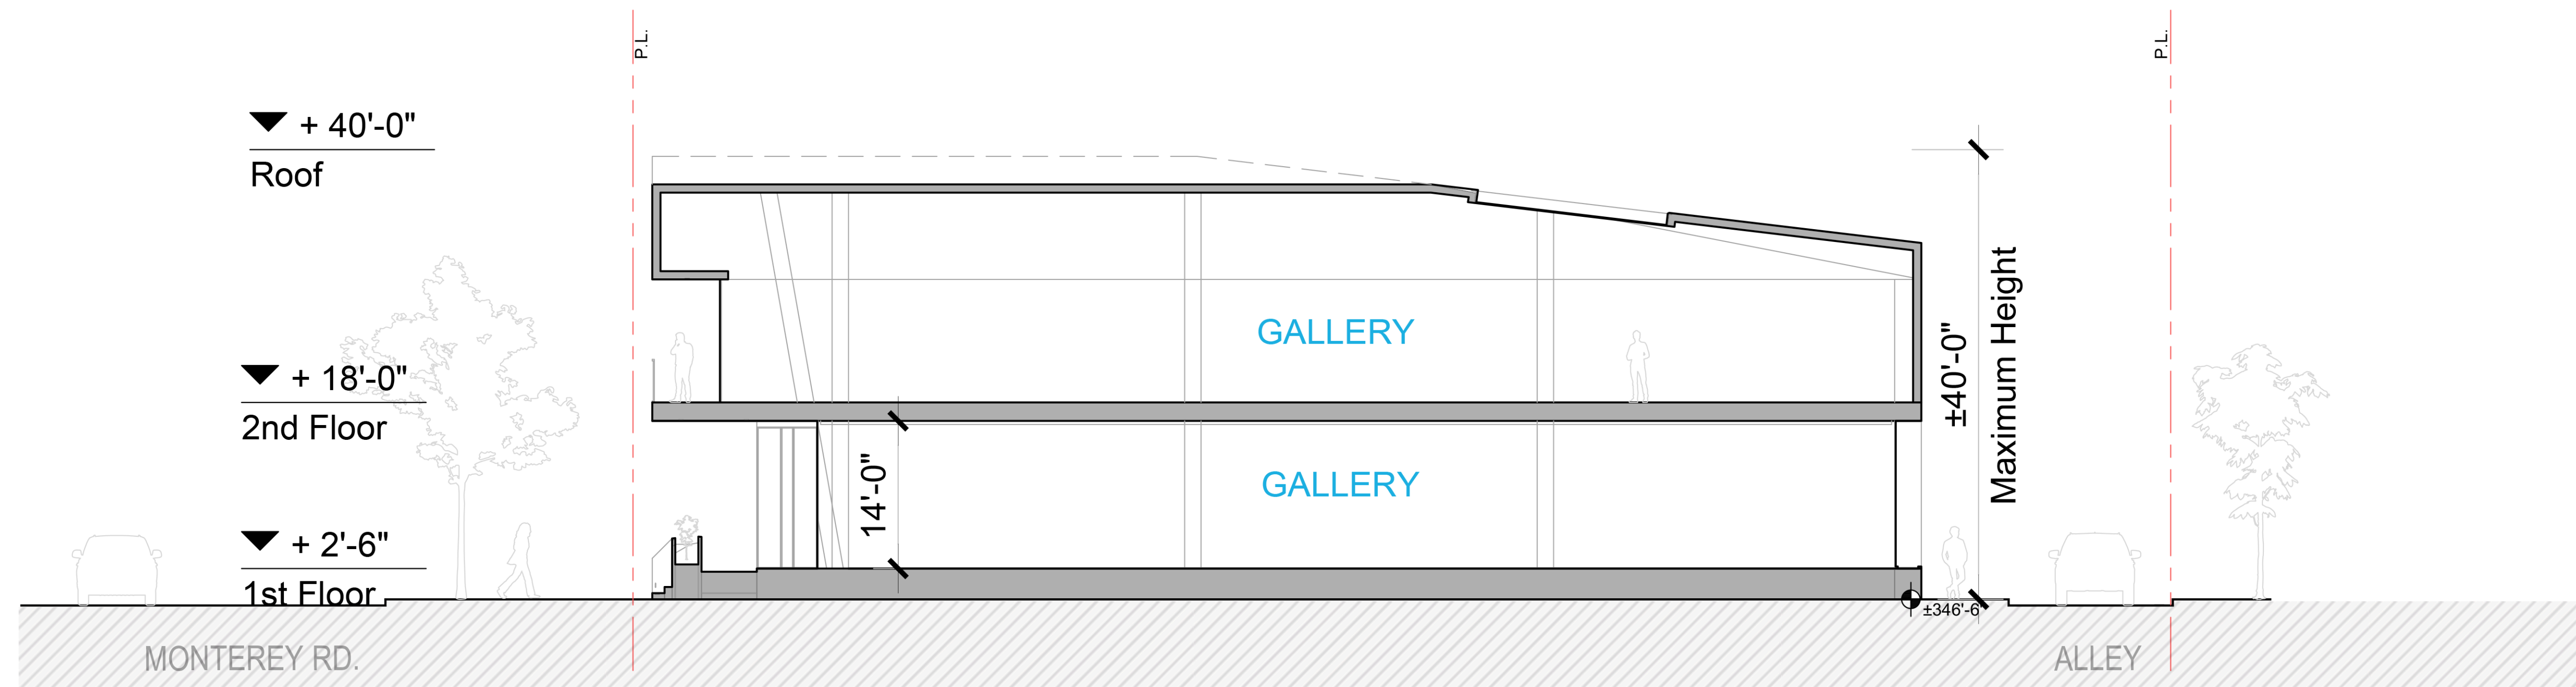 P.L.
P.L.
+ 40'-0"
Roof
GALLERY
+ 18'-0"
2nd Floor
±40'-0"
Maximum Height
14'-0"
GALLERY
+ 2'-6"
1st Floor
±346'-6"
MONTEREY RD.
ALLEY